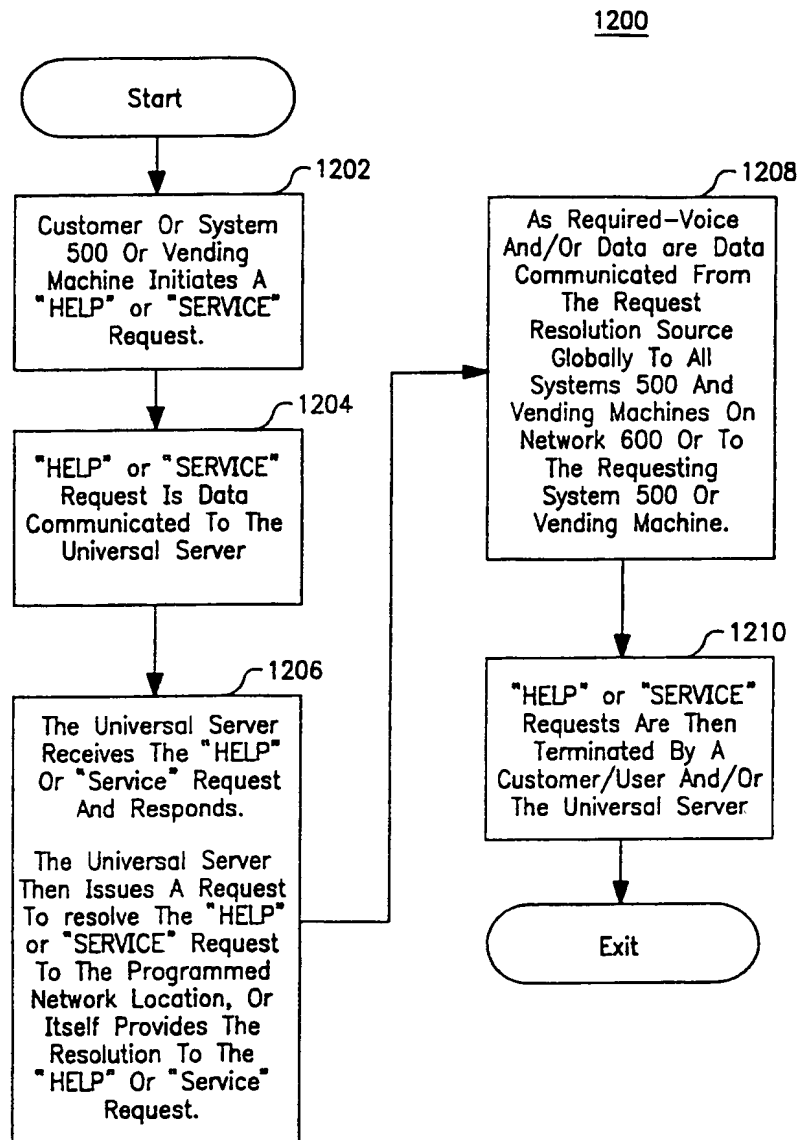 1200
Start
1202
Customer Or System
500 Or Vending
Machine Initiates A
"HELP" or "SERVICE"
Request.
1204
"HELP" or "SERVICE"
Request Is Data
Communicated To The
Universal Server
1206
The Universal Server
Receives The "HELP"
Or "Service" Request
And Responds.
The Universal Server
Then Issues A Request
To resolve The "HELP"
or "SERVICE" Request
To The Programmed
Network Location, Or
Itself Provides The
Resolution To The
"HELP" Or "Service"
Request.
1208
As Required-Voice
And/Or Data are Data
Communicated From
The Request
Resolution Source
Globally To All
Systems 500 And
Vending Machines On
Network 600 Or To
The Requesting
System 500 Or
Vending Machine.
1210
"HELP" or "SERVICE"
Requests Are Then
Terminated By A
Customer/User And/Or
The Universal Server
Exit